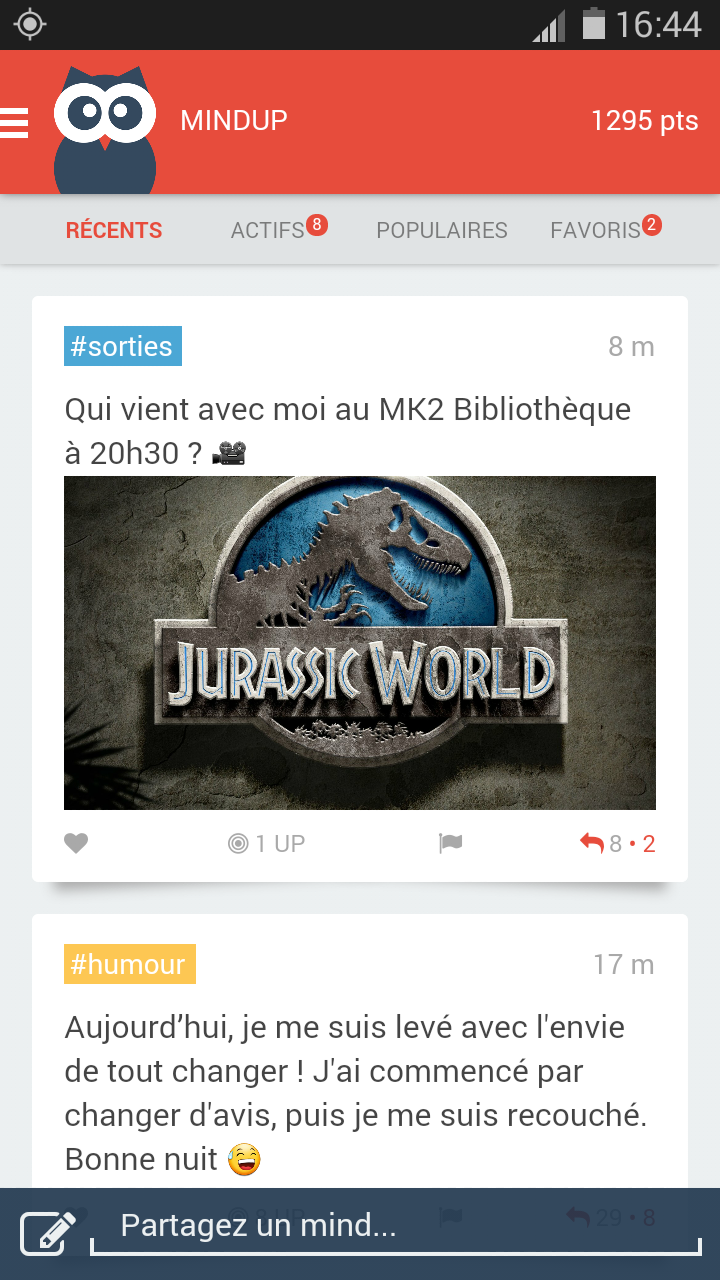 16:44
MINDUP
1295 pts
RÉCENTS ACTIFS 8 POPULAIRES FAVORIS 2
#sorties 8 m
Qui vient avec moi au MK2 Bibliothèque
à 20h30 ? 🎥
JURASSIC WORLD
1 UP 8 • 2
#humour 17 m
Aujourd’hui, je me suis levé avec l'envie
de tout changer ! J'ai commencé par
changer d'avis, puis je me suis recouché.
Bonne nuit 😅
8 UP 29 • 8
Partagez un mind...